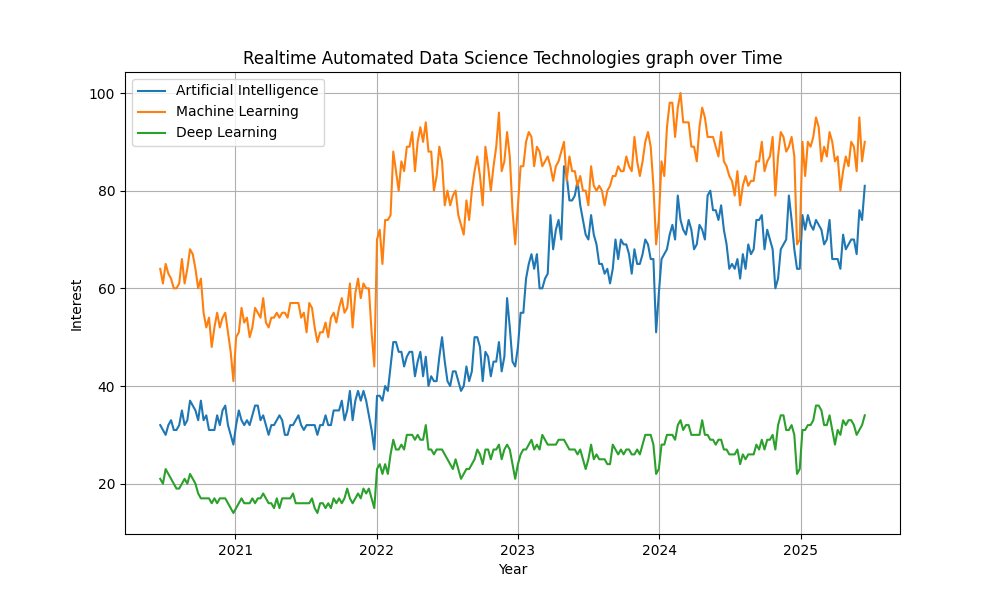 Realtime Automated Data Science Technologies graph over Time
Artificial Intelligence
Machine Learning
Deep Learning
100
80
60
40
20
Interest
2021 2022 2023 2024 2025
Year